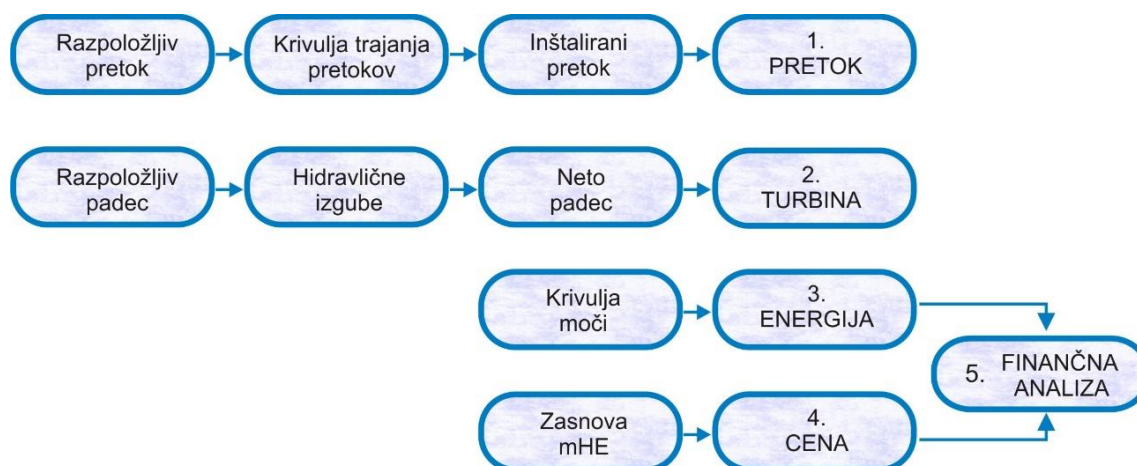 Razpoložljiv
pretok
Krivulja trajanja
pretokov
Inštalirani
pretok
1.
PRETOK
Razpoložljiv
padec
Hidravlične
izgube
Neto
padec
2.
TURBINA
Krivulja
moči
3.
ENERGIJA
Zasnova
mHE
4.
CENA
5. FINANČNA
ANALIZA